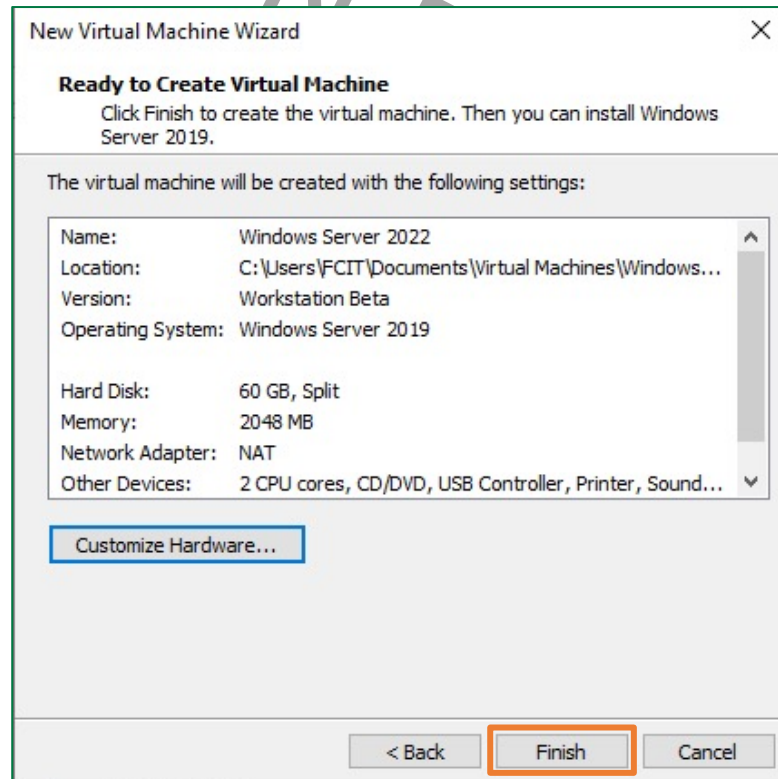 New Virtual Machine Wizard
Ready to Create Virtual Machine
Click Finish to create the virtual machine. Then you can install Windows
Server 2019.
The virtual machine will be created with the following settings:
Name: Windows Server 2022
Location: C:\Users\FCIT\Documents\Virtual Machines\Windows...
Version: Workstation Beta
Operating System: Windows Server 2019
Hard Disk: 60 GB, Split
Memory: 2048 MB
Network Adapter: NAT
Other Devices: 2 CPU cores, CD/DVD, USB Controller, Printer, Sound...
Customize Hardware...
< Back Finish Cancel